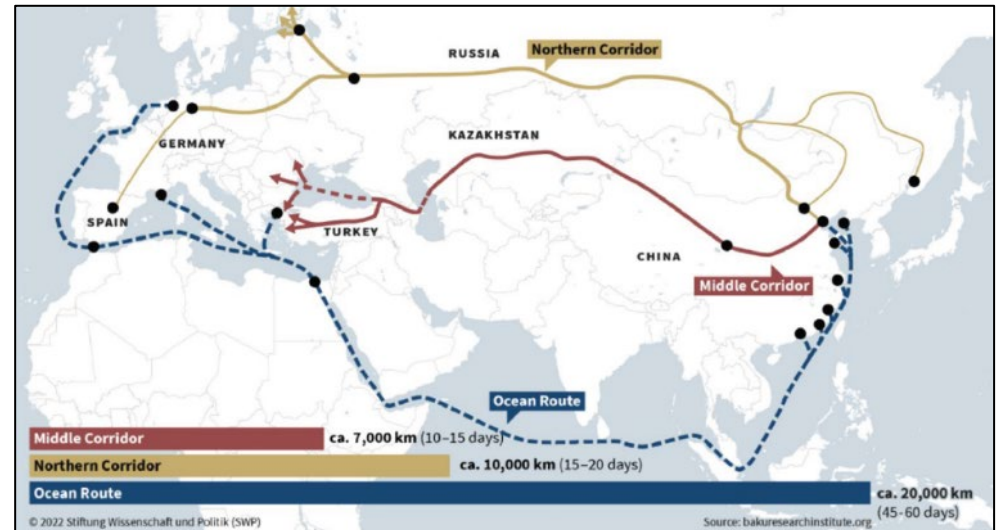 RUSSIA
Northern Corridor
KAZAKHSTAN
GERMANY
SPAIN
TURKEY
CHINA
Middle Corridor
Ocean Route
Middle Corridor ca. 7,000 km (10–15 days)
Northern Corridor ca. 10,000 km (15–20 days)
Ocean Route ca. 20,000 km
(45-60 days)
© 2022 Stiftung Wissenschaft und Politik (SWP) Source: bakuresearchinstitute.org